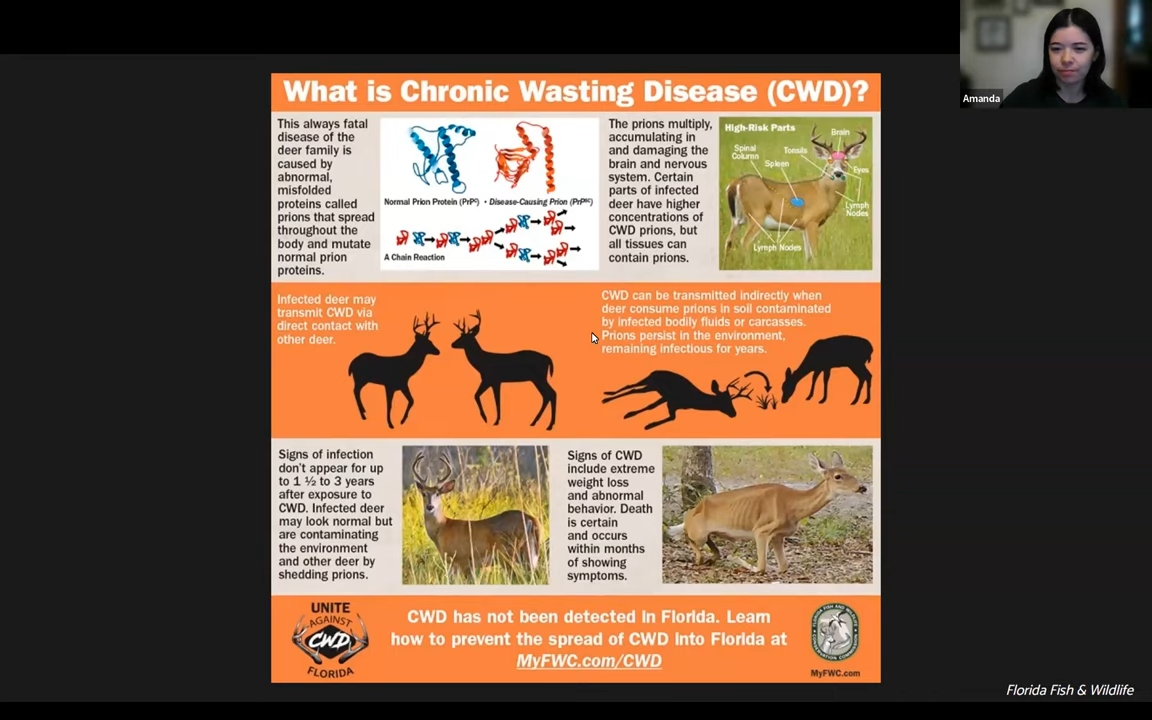 Amanda
What is Chronic Wasting Disease (CWD)?
This always fatal
disease of the
deer family is
caused by
abnormal,
misfolded
proteins called
prions that spread
throughout the
body and mutate
normal prion
proteins.
Normal Prion Protein (PrPᶜ) • Disease-Causing Prion (PrPˢᶜ)
A Chain Reaction
The prions multiply,
accumulating in
and damaging the
brain and nervous
system. Certain
parts of infected
deer have higher
concentrations of
CWD prions, but
all tissues can
contain prions.
High-Risk Parts
Brain
Spinal
Column
Tonsils
Spleen
Eyes
Lymph
Nodes
Lymph Nodes
Infected deer may
transmit CWD via
direct contact with
other deer.
CWD can be transmitted indirectly when
deer consume prions in soil contaminated
by infected bodily fluids or carcasses.
Prions persist in the environment,
remaining infectious for years.
Signs of infection
don't appear for up
to 1 ½ to 3 years
after exposure to
CWD. Infected deer
may look normal but
are contaminating
the environment
and other deer by
shedding prions.
Signs of CWD
include extreme
weight loss
and abnormal
behavior. Death
is certain
and occurs
within months
of showing
symptoms.
UNITE
AGAINST
CWD
FLORIDA
CWD has not been detected in Florida. Learn
how to prevent the spread of CWD into Florida at
MyFWC.com/CWD
MyFWC.com
Florida Fish & Wildlife